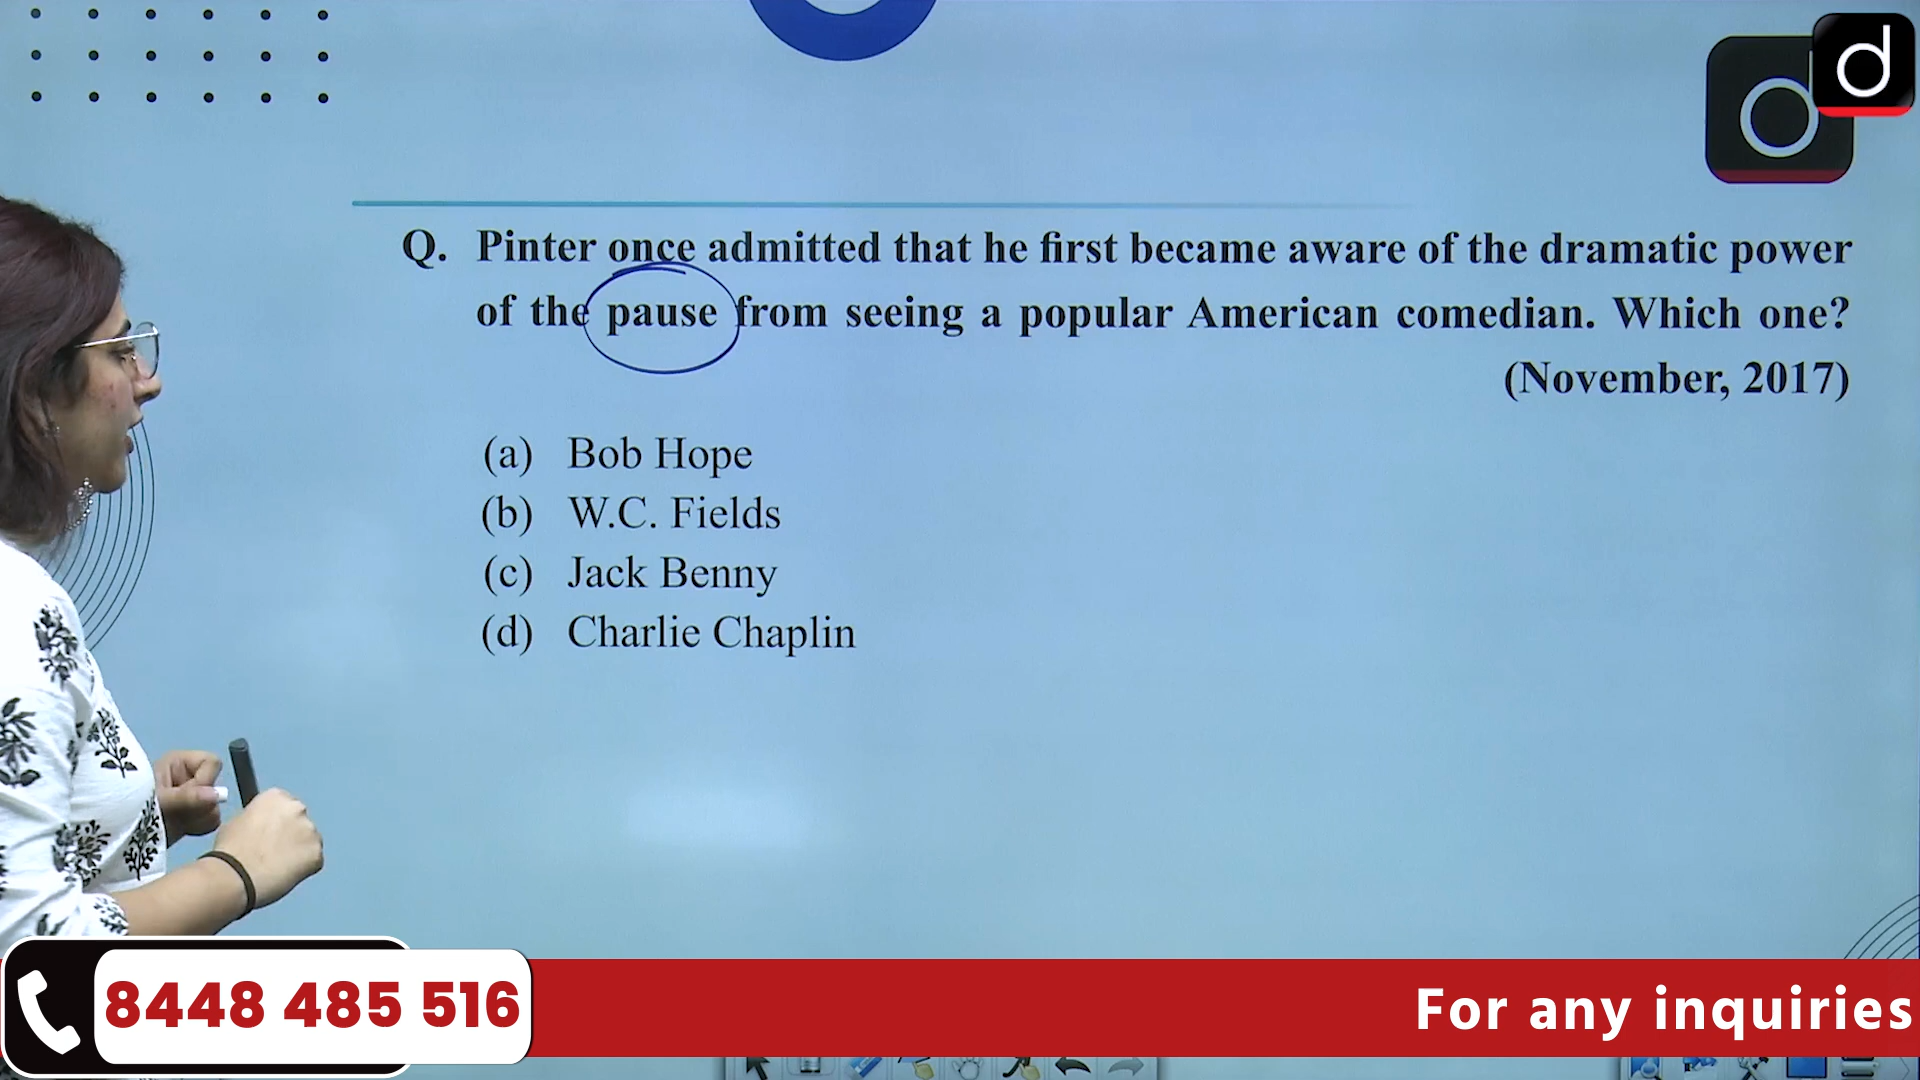 d
Q. Pinter once admitted that he first became aware of the dramatic power
of the pause from seeing a popular American comedian. Which one?
(November, 2017)
(a) Bob Hope
(b) W.C. Fields
(c) Jack Benny
(d) Charlie Chaplin
8448 485 516
For any inquiries